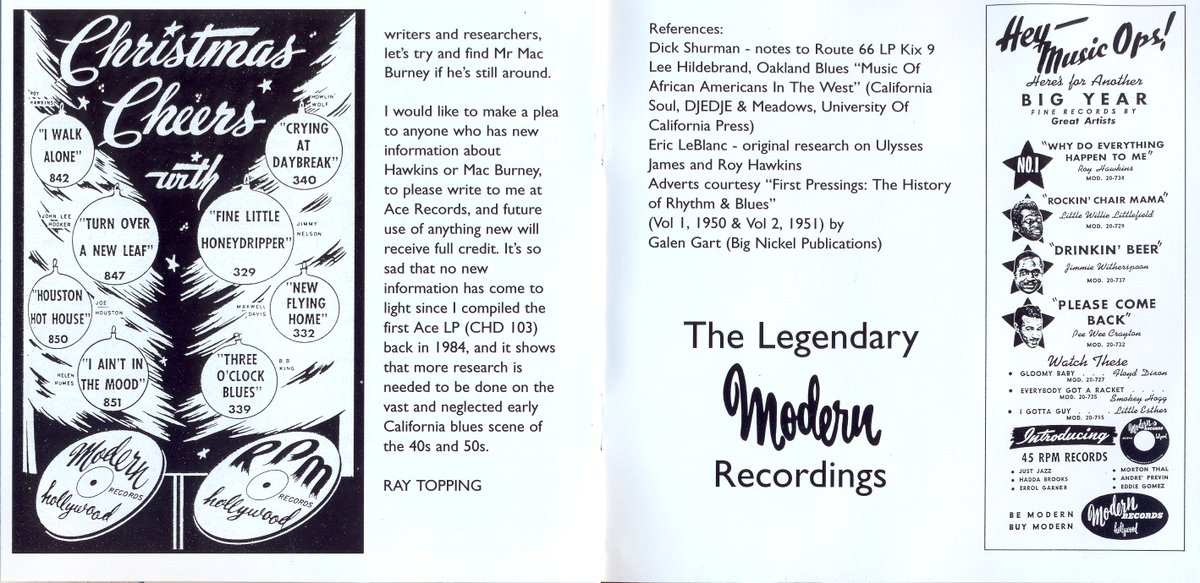 Christmas
Cheers
with
ROY
HAWKINS
"I WALK
ALONE"
842
HOWLIN'
WOLF
"CRYING
AT
DAYBREAK"
340
JOHN LEE
HOOKER
"TURN OVER
A NEW LEAF"
847
"FINE LITTLE
HONEYDRIPPER"
329
JIMMY
NELSON
"HOUSTON
HOT HOUSE"
850
JOE
HOUSTON
MAXWELL
DAVIS
"NEW
FLYING
HOME"
332
HELEN
HUMES
"I AIN'T IN
THE MOOD"
851
"THREE
O'CLOCK
BLUES"
339
B.B
KING
Modern
RECORDS
hollywood
RPM
RECORDS
hollywood
writers and researchers,
let's try and find Mr Mac
Burney if he's still around.
I would like to make a plea
to anyone who has new
information about
Hawkins or Mac Burney,
to please write to me at
Ace Records, and future
use of anything new will
receive full credit. It's so
sad that no new
information has come to
light since I compiled the
first Ace LP (CHD 103)
back in 1984, and it shows
that more research is
needed to be done on the
vast and neglected early
California blues scene of
the 40s and 50s.
RAY TOPPING
References:
Dick Shurman - notes to Route 66 LP Kix 9
Lee Hildebrand, Oakland Blues "Music Of
African Americans In The West" (California
Soul, DJEDJE & Meadows, University Of
California Press)
Eric LeBlanc - original research on Ulysses
James and Roy Hawkins
Adverts courtesy "First Pressings: The History
of Rhythm & Blues"
(Vol 1, 1950 & Vol 2, 1951) by
Galen Gart (Big Nickel Publications)
The Legendary
Modern
Recordings
Hey—
Music Ops!
Here's for Another
BIG YEAR
FINE RECORDS BY
Great Artists
NO.1
"WHY DO EVERYTHING
HAPPEN TO ME"
Roy Hawkins
MOD. 20-734
"ROCKIN' CHAIR MAMA"
Little Willie Littlefield
MOD. 20-729
"DRINKIN' BEER"
Jimmie Witherspoon
MOD. 20-737
"PLEASE COME
BACK"
Pee Wee Crayton
MOD. 20-732
Watch These
• GLOOMY BABY . . . . Floyd Dixon
MOD. 20-727
• EVERYBODY GOT A RACKET . . . .
MOD. 20-735 Smokey Hogg
• I GOTTA GUY . . . . Little Esther
MOD. 20-715
Introducing
45 RPM RECORDS
• JUST JAZZ
• HADDA BROOKS
• ERROL GARNER
• MORTON THAL
• ANDRE' PREVIN
• EDDIE GOMEZ
BE MODERN
BUY MODERN
Modern
RECORDS
hollywood